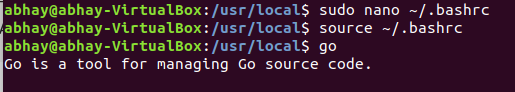 abhay@abhay-VirtualBox:/usr/local$ sudo nano ~/.bashrc
abhay@abhay-VirtualBox:/usr/local$ source ~/.bashrc
abhay@abhay-VirtualBox:/usr/local$ go
Go is a tool for managing Go source code.